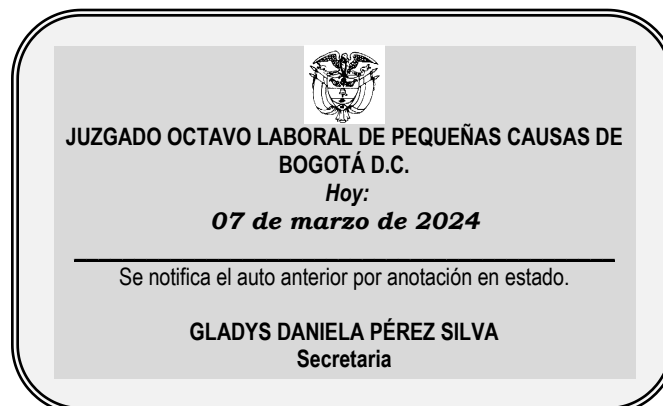 JUZGADO OCTAVO LABORAL DE PEQUEÑAS CAUSAS DE
BOGOTÁ D.C.
Hoy:
07 de marzo de 2024
Se notifica el auto anterior por anotación en estado.
GLADYS DANIELA PÉREZ SILVA
Secretaria